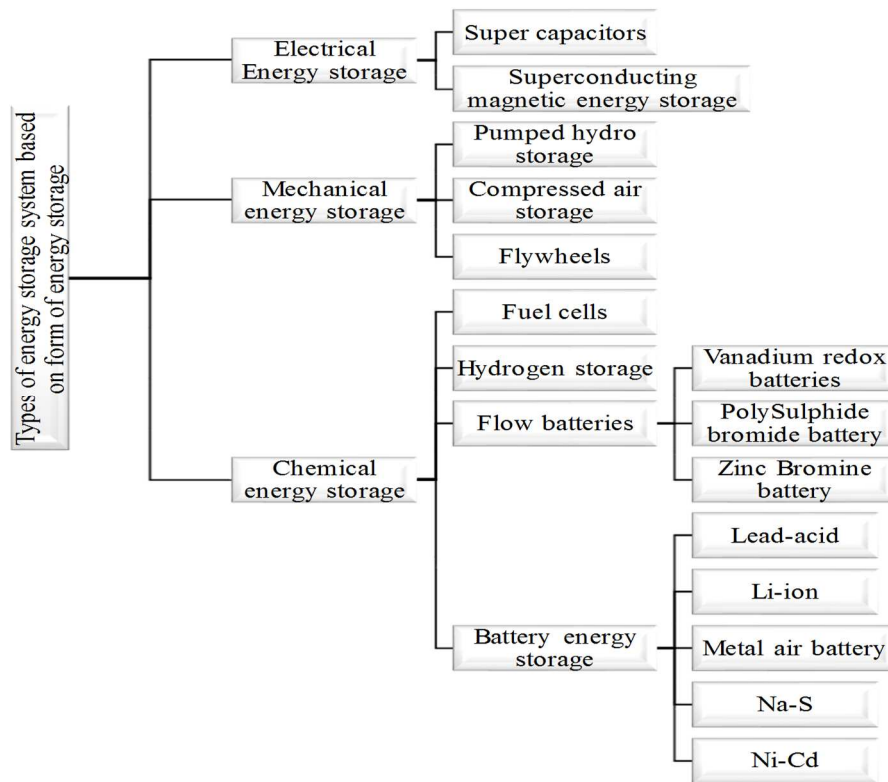 Types of energy storage system based
on form of energy storage
Electrical
Energy storage
Super capacitors
Superconducting
magnetic energy storage
Mechanical
energy storage
Pumped hydro
storage
Compressed air
storage
Flywheels
Chemical
energy storage
Fuel cells
Hydrogen storage
Flow batteries
Vanadium redox
batteries
PolySulphide
bromide battery
Zinc Bromine
battery
Battery energy
storage
Lead-acid
Li-ion
Metal air battery
Na-S
Ni-Cd